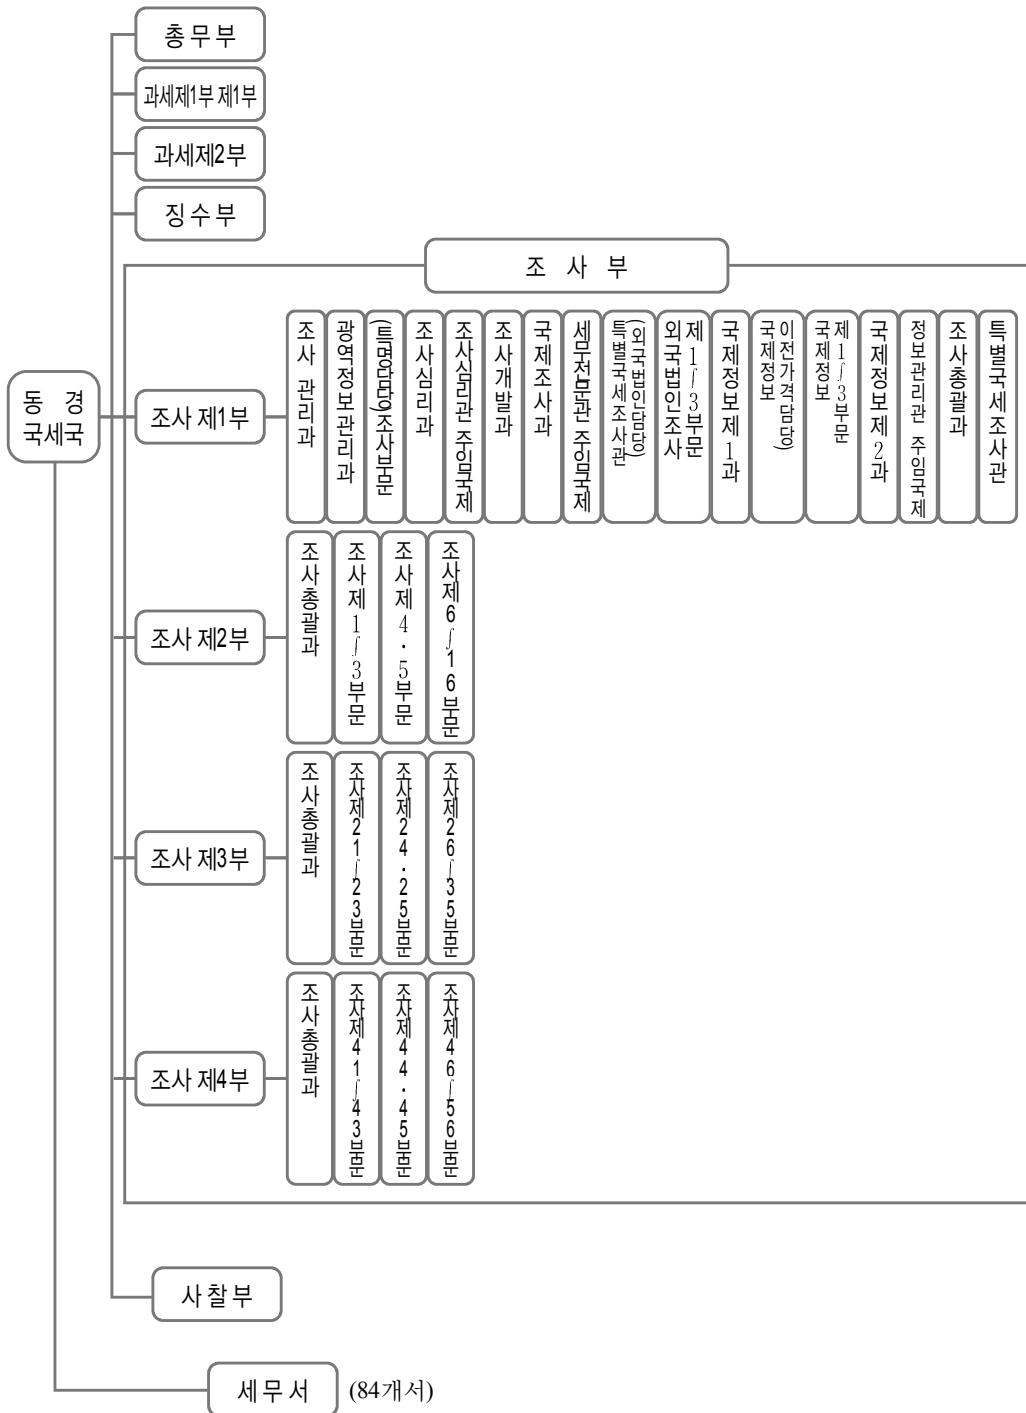 총무부
과세제1부 제1부
과세제2부
징수부
조 사 부
동 경
국세국
조사 제1부
조사 관리과
광역정보관리과
(특명담당)조사부문
조사심리과
조사심리관 주임국제
조사개발과
국제조사과
세무전문관 주임국제
(외국법인담당)
특별국세조사관
제1∫3부문
외국법인조사
국제정보제1과
이전가격담당)
국제정보
제1∫3부문
국제정보
국제정보제2과
정보관리관 주임국제
조사총괄과
특별국세조사관
조사 제2부
조사총괄과
조사제1∫3부문
조사제4·5부문
조사제6∫16부문
조사 제3부
조사총괄과
조사제21∫23부문
조사제24·25부문
조사제26∫35부문
조사 제4부
조사총괄과
조사제41∫43부문
조사제44·45부문
조사제46∫56부문
사찰부
세무서 (84개서)